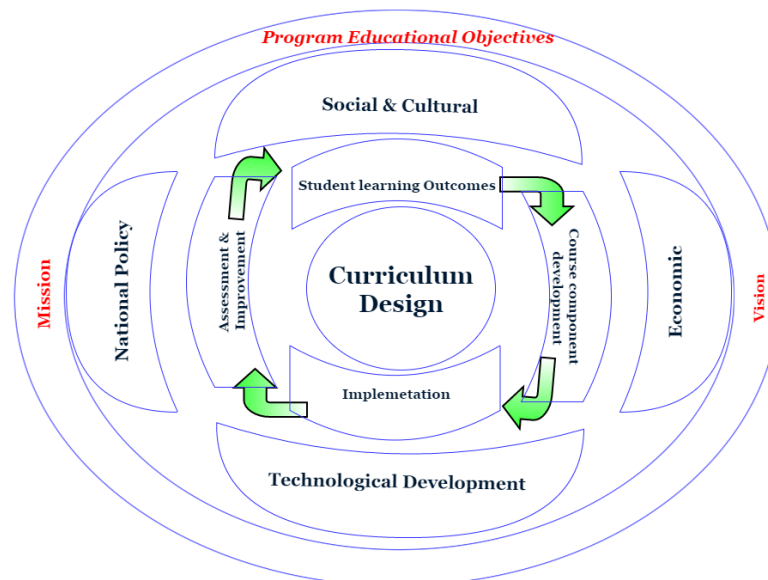 Program Educational Objectives
Social & Cultural
Student learning Outcomes
Mission
National Policy
Assessment &
Improvement
Curriculum
Design
Course component
development
Economic
Vision
Implemetation
Technological Development